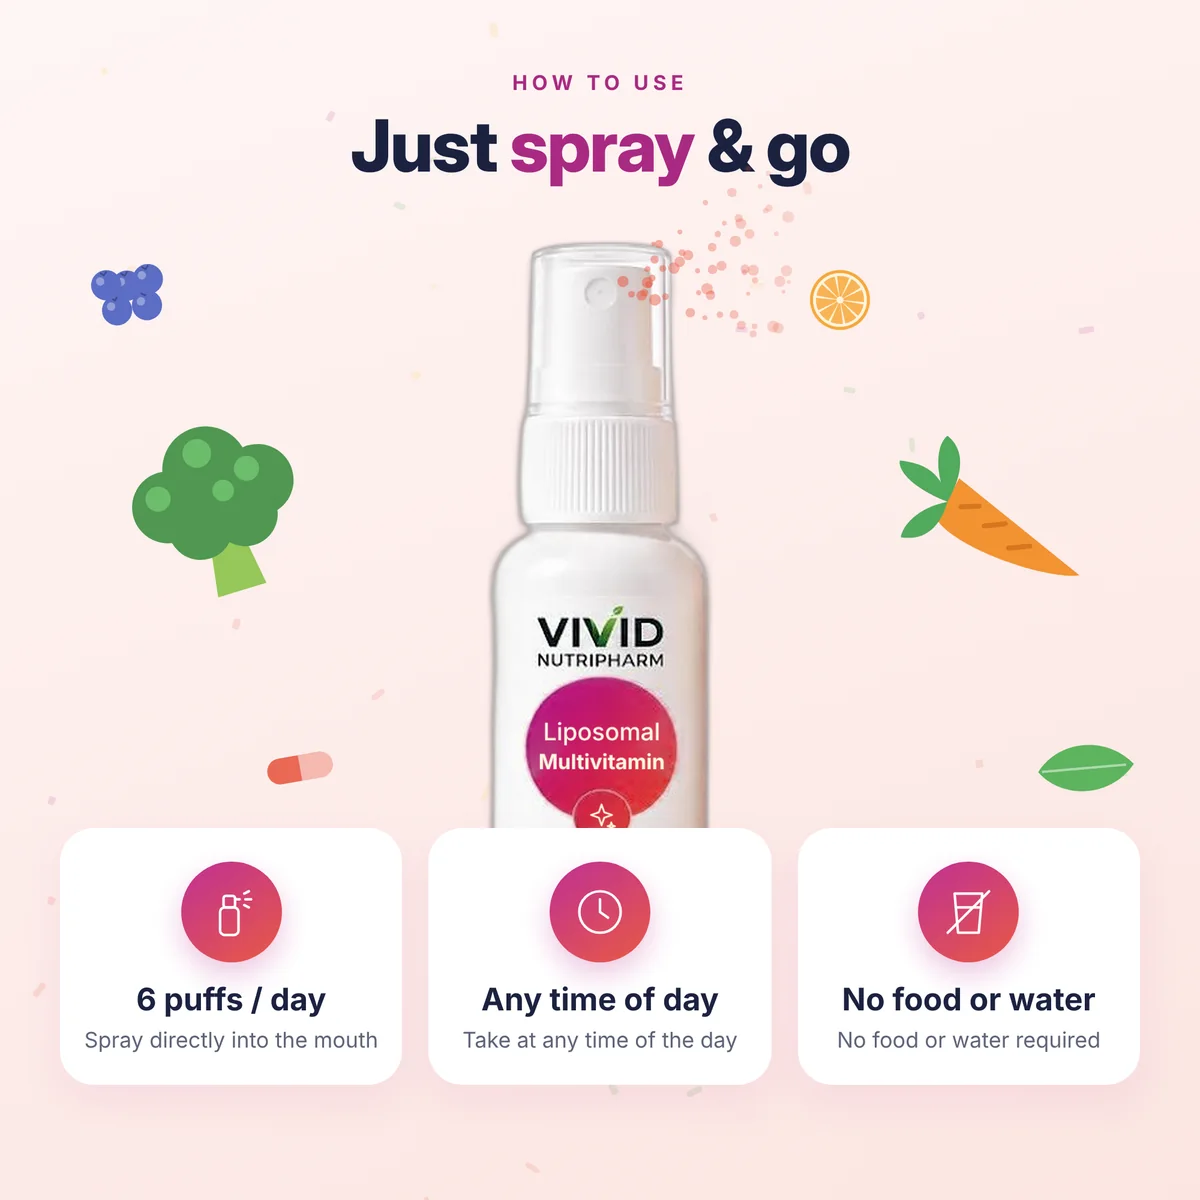 HOW TO USE
Just spray & go
VIVID
NUTRIPHARM
Liposomal
Multivitamin
6 puffs / day
Spray directly into the mouth
Any time of day
Take at any time of the day
No food or water
No food or water required